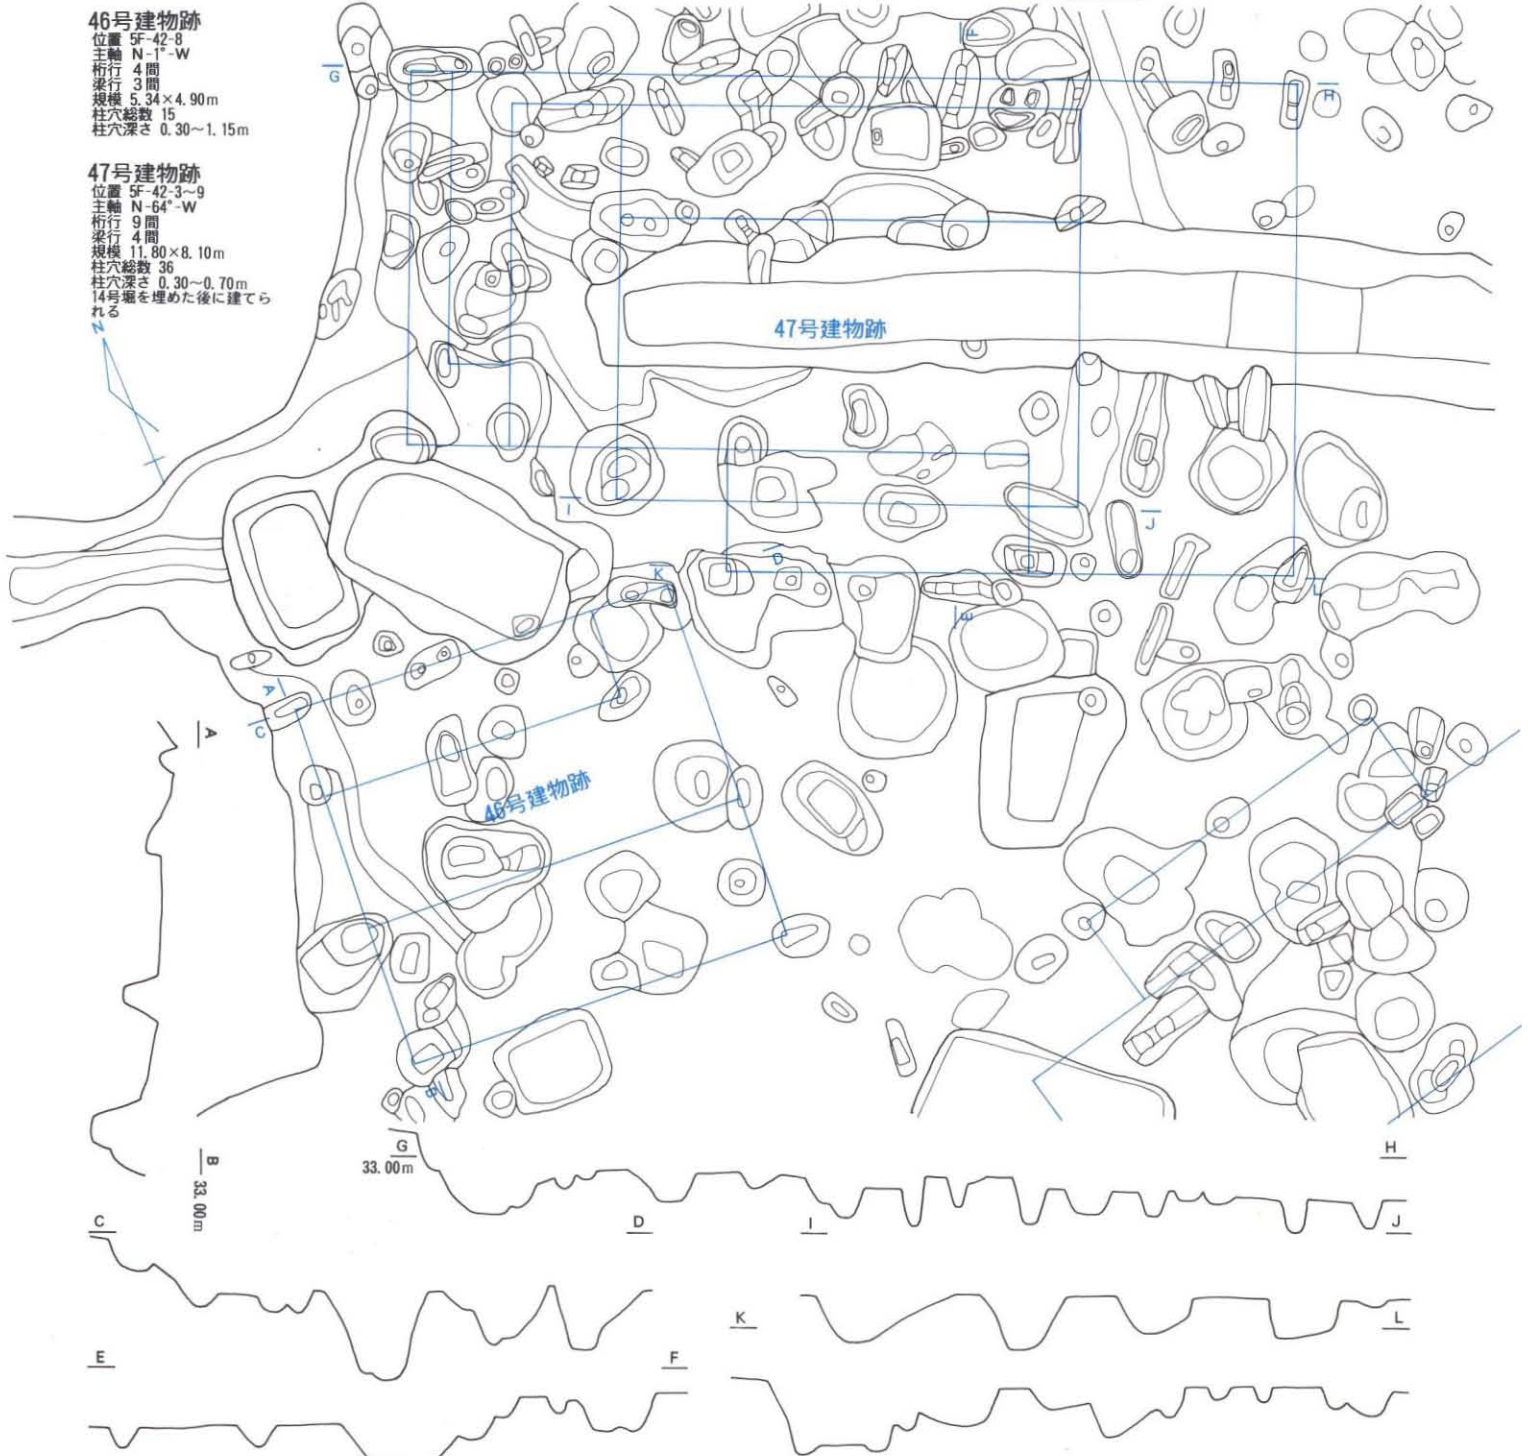 46号建物跡
位置 5F-42-8
主軸 N-1°-W
桁行 4間
梁行 3間
規模 5.34×4.90m
柱穴総数 15
柱穴深さ 0.30～1.15m
47号建物跡
位置 5F-42-3～9
主軸 N-64°-W
桁行 9間
梁行 4間
規模 11.80×8.10m
柱穴総数 36
柱穴深さ 0.30～0.70m
14号堀を埋めた後に建てら
れる
N
G
F
H
47号建物跡
I
J
D
K
L
E
A
C
46号建物跡
B
A
B
33.00m
G
33.00m
H
C
D
I
J
K
L
E
F